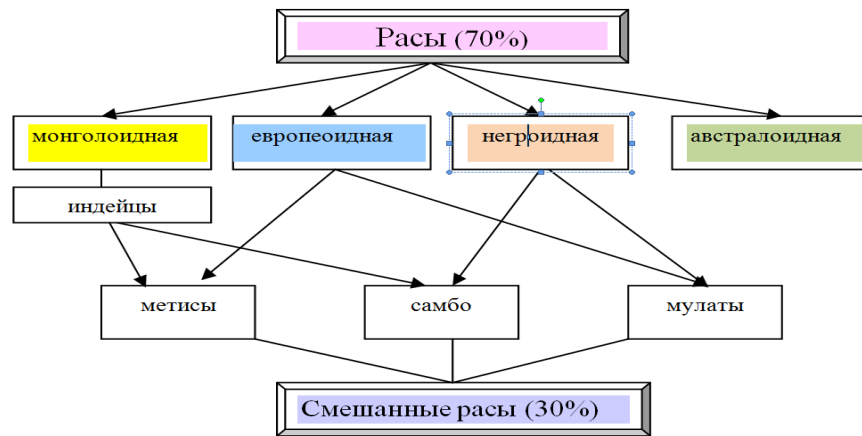 Расы (70%)
монголоидная
европеоидная
негроидная
австралоидная
индейцы
метисы
самбо
мулаты
Смешанные расы (30%)